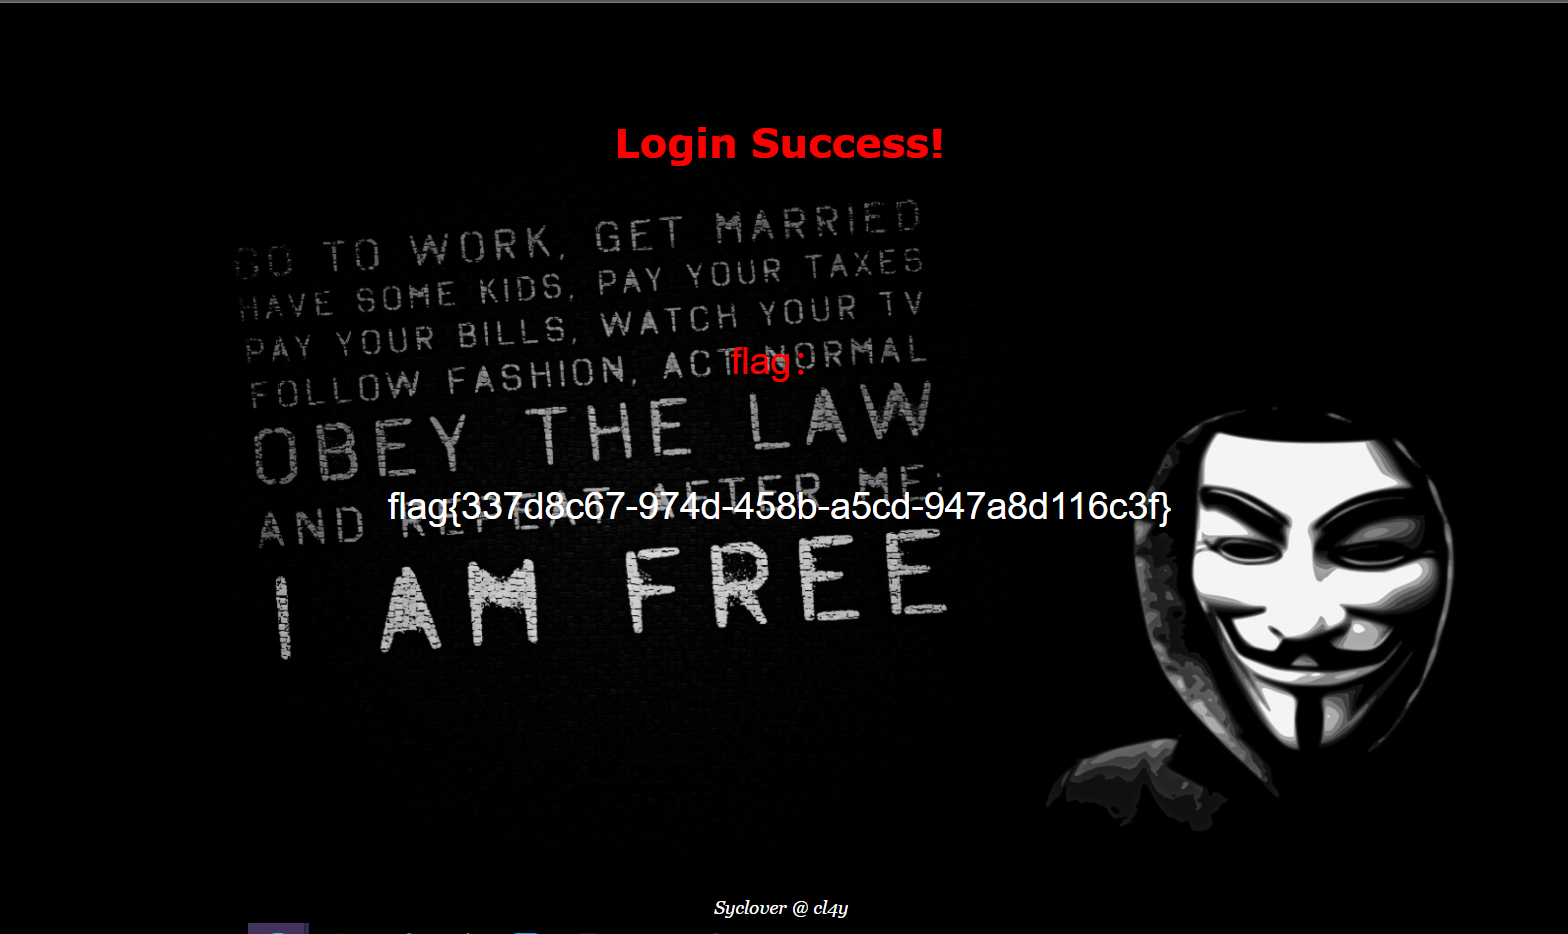 Login Success!
GO TO WORK, GET MARRIED
HAVE SOME KIDS, PAY YOUR TAXES
PAY YOUR BILLS, WATCH YOUR TV
FOLLOW FASHION, ACT NORMAL
flag:
OBEY THE LAW
AND REPEAT AFTER ME:
flag{337d8c67-974d-458b-a5cd-947a8d116c3f}
I AM FREE
Syclover @ cl4y